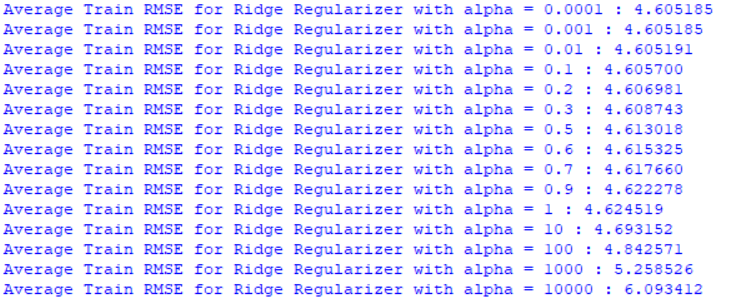 Average Train RMSE for Ridge Regularizer with alpha = 0.0001 : 4.605185
Average Train RMSE for Ridge Regularizer with alpha = 0.001 : 4.605185
Average Train RMSE for Ridge Regularizer with alpha = 0.01 : 4.605191
Average Train RMSE for Ridge Regularizer with alpha = 0.1 : 4.605700
Average Train RMSE for Ridge Regularizer with alpha = 0.2 : 4.606981
Average Train RMSE for Ridge Regularizer with alpha = 0.3 : 4.608743
Average Train RMSE for Ridge Regularizer with alpha = 0.5 : 4.613018
Average Train RMSE for Ridge Regularizer with alpha = 0.6 : 4.615325
Average Train RMSE for Ridge Regularizer with alpha = 0.7 : 4.617660
Average Train RMSE for Ridge Regularizer with alpha = 0.9 : 4.622278
Average Train RMSE for Ridge Regularizer with alpha = 1 : 4.624519
Average Train RMSE for Ridge Regularizer with alpha = 10 : 4.693152
Average Train RMSE for Ridge Regularizer with alpha = 100 : 4.842571
Average Train RMSE for Ridge Regularizer with alpha = 1000 : 5.258526
Average Train RMSE for Ridge Regularizer with alpha = 10000 : 6.093412